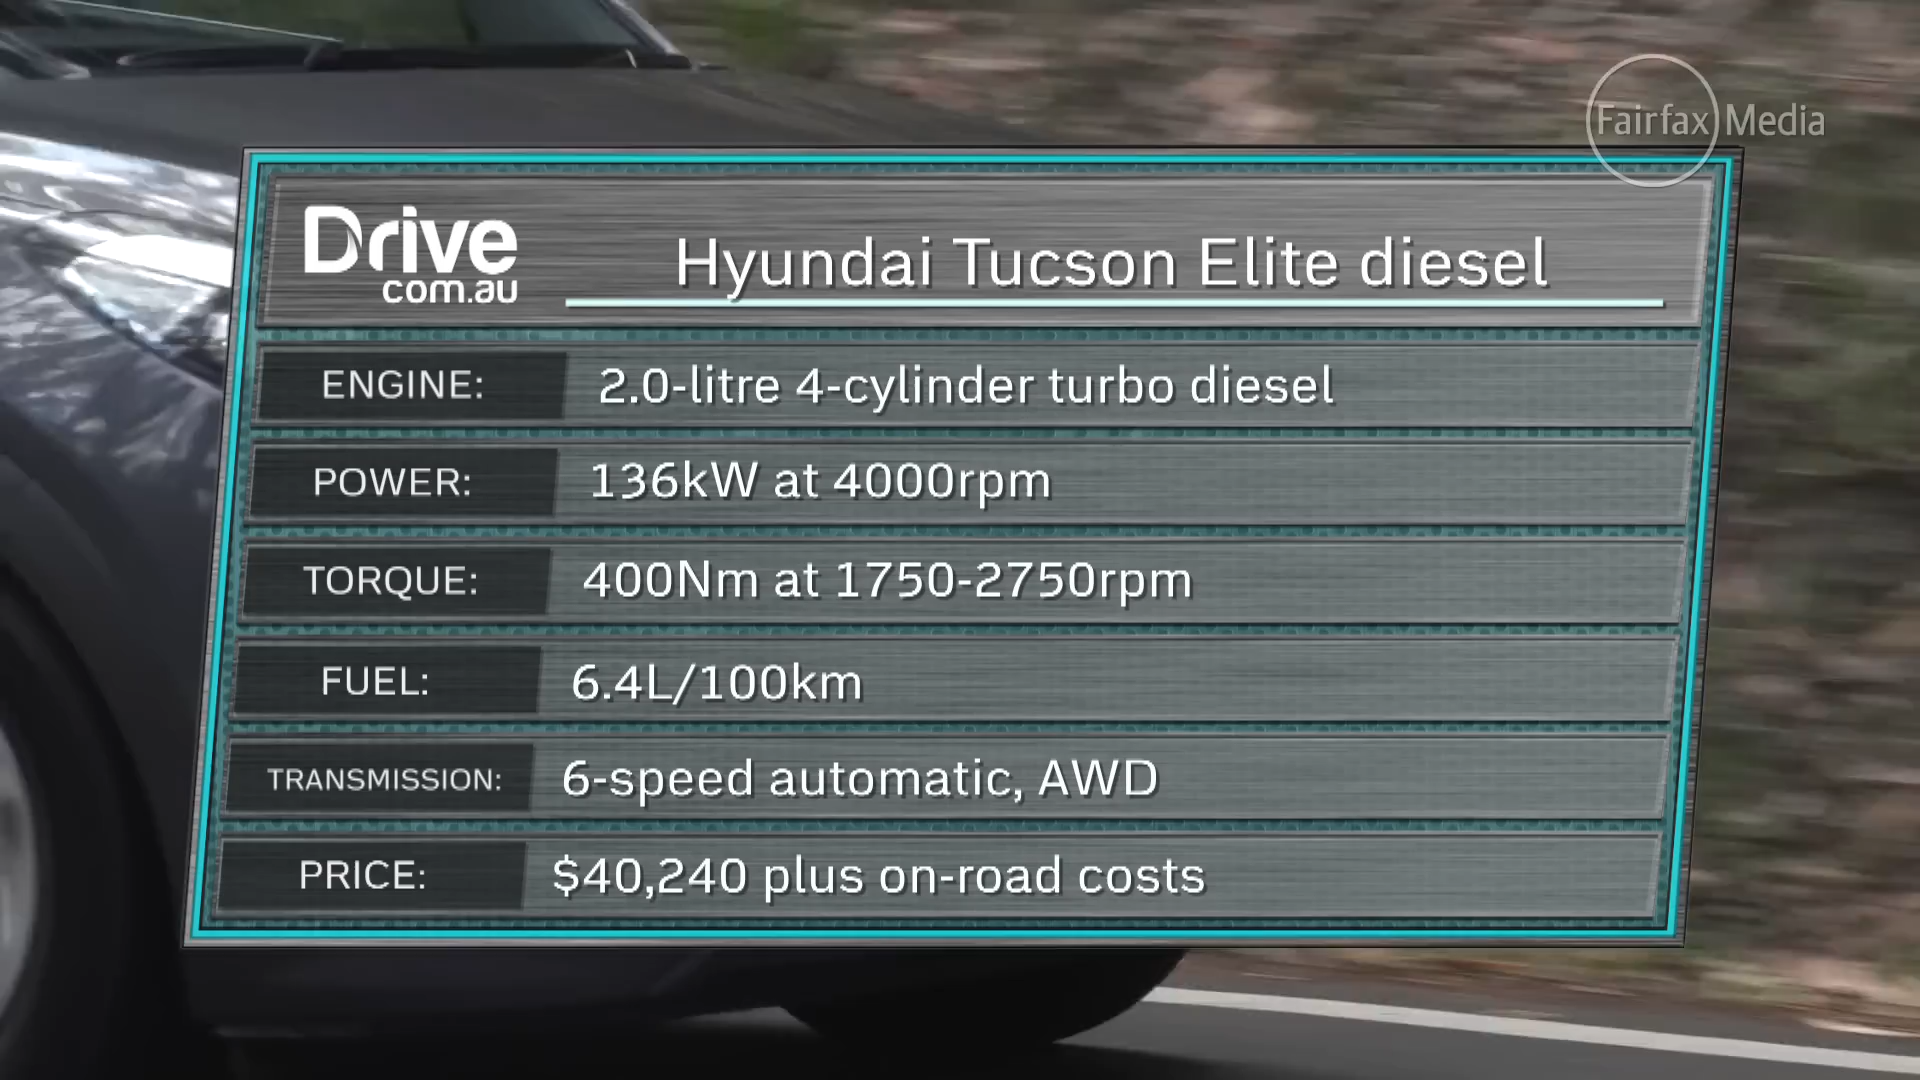 Fairfax Media
Drive
com.au
Hyundai Tucson Elite diesel
ENGINE: 2.0-litre 4-cylinder turbo diesel
POWER: 136kW at 4000rpm
TORQUE: 400Nm at 1750-2750rpm
FUEL: 6.4L/100km
TRANSMISSION: 6-speed automatic, AWD
PRICE: $40,240 plus on-road costs